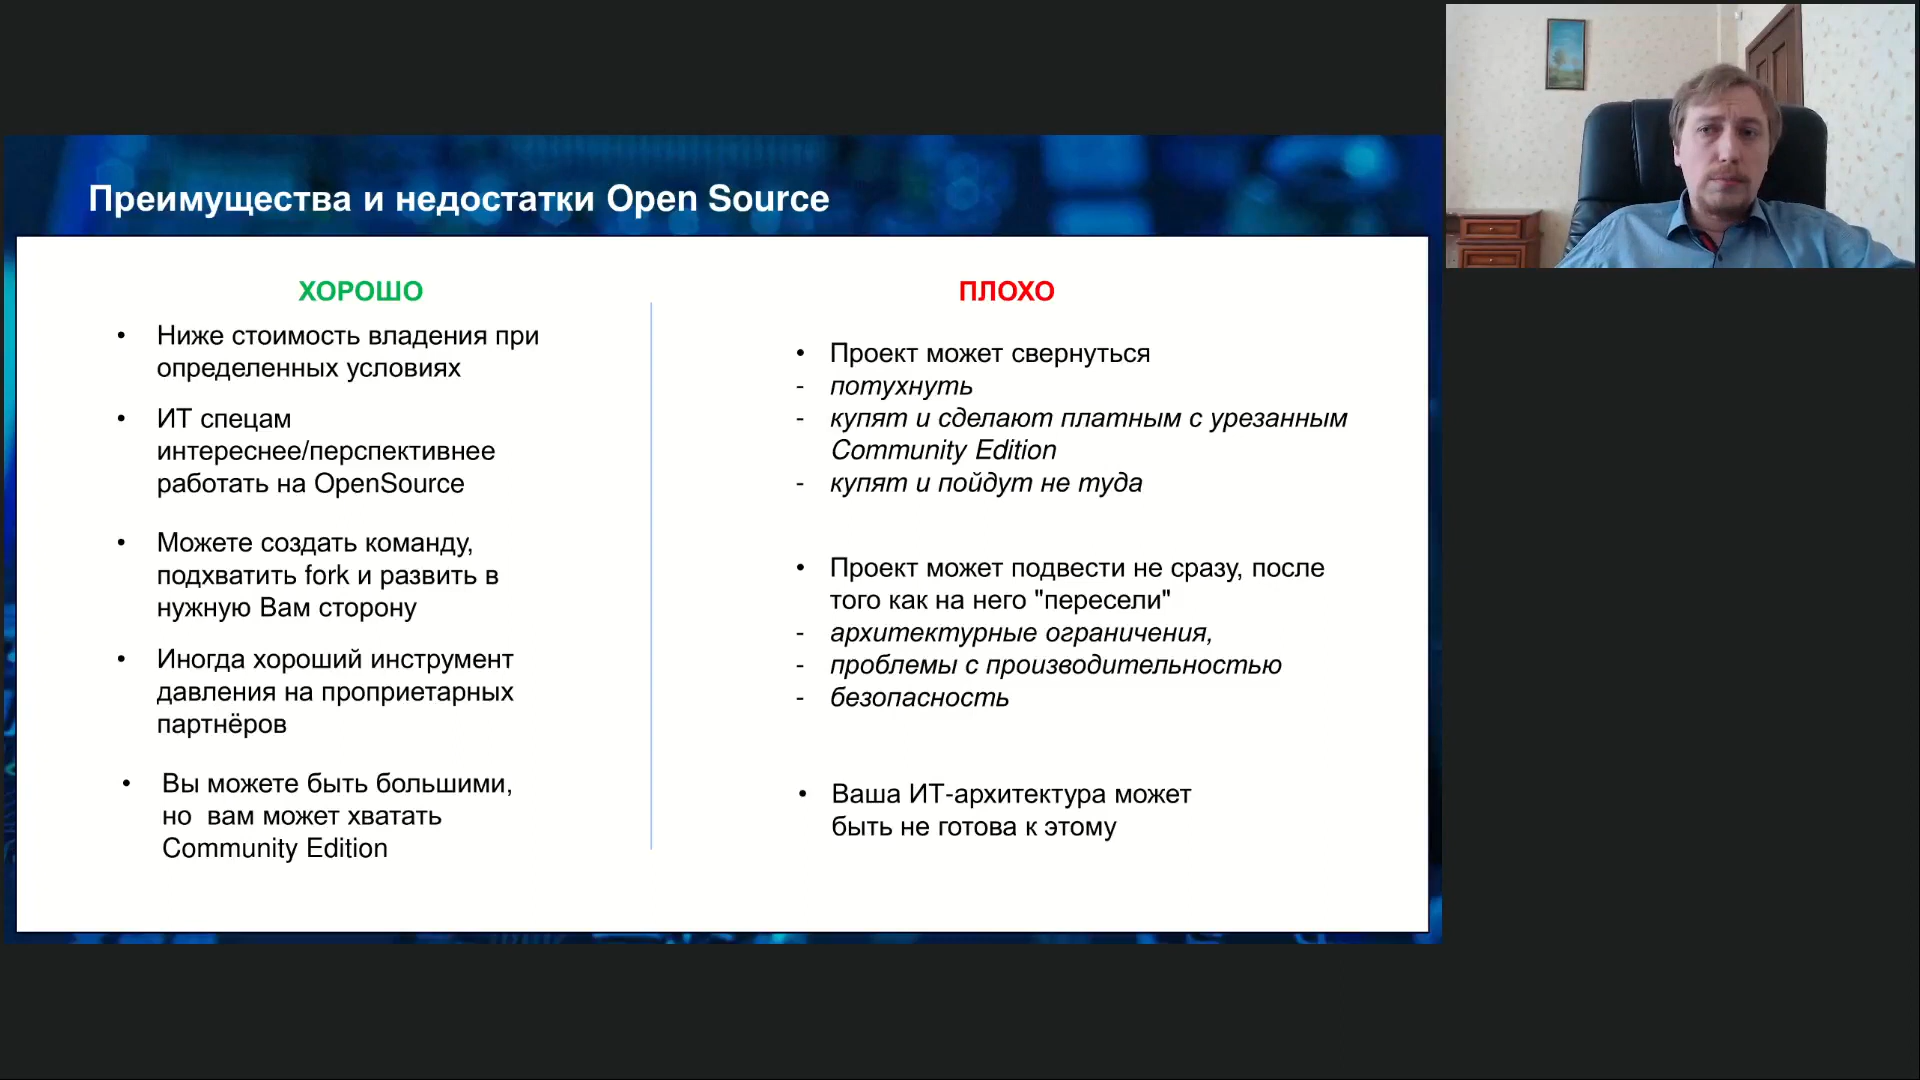 Преимущества и недостатки Open Source
ХОРОШО
• Ниже стоимость владения при
определенных условиях
• ИТ спецам
интереснее/перспективнее
работать на OpenSource
• Можете создать команду,
подхватить fork и развить в
нужную Вам сторону
• Иногда хороший инструмент
давления на проприетарных
партнёров
• Вы можете быть большими,
но вам может хватать
Community Edition
ПЛОХО
• Проект может свернуться
- потухнуть
- купят и сделают платным с урезанным
Community Edition
- купят и пойдут не туда
• Проект может подвести не сразу, после
того как на него "пересели"
- архитектурные ограничения,
- проблемы с производительностью
- безопасность
• Ваша ИТ-архитектура может
быть не готова к этому